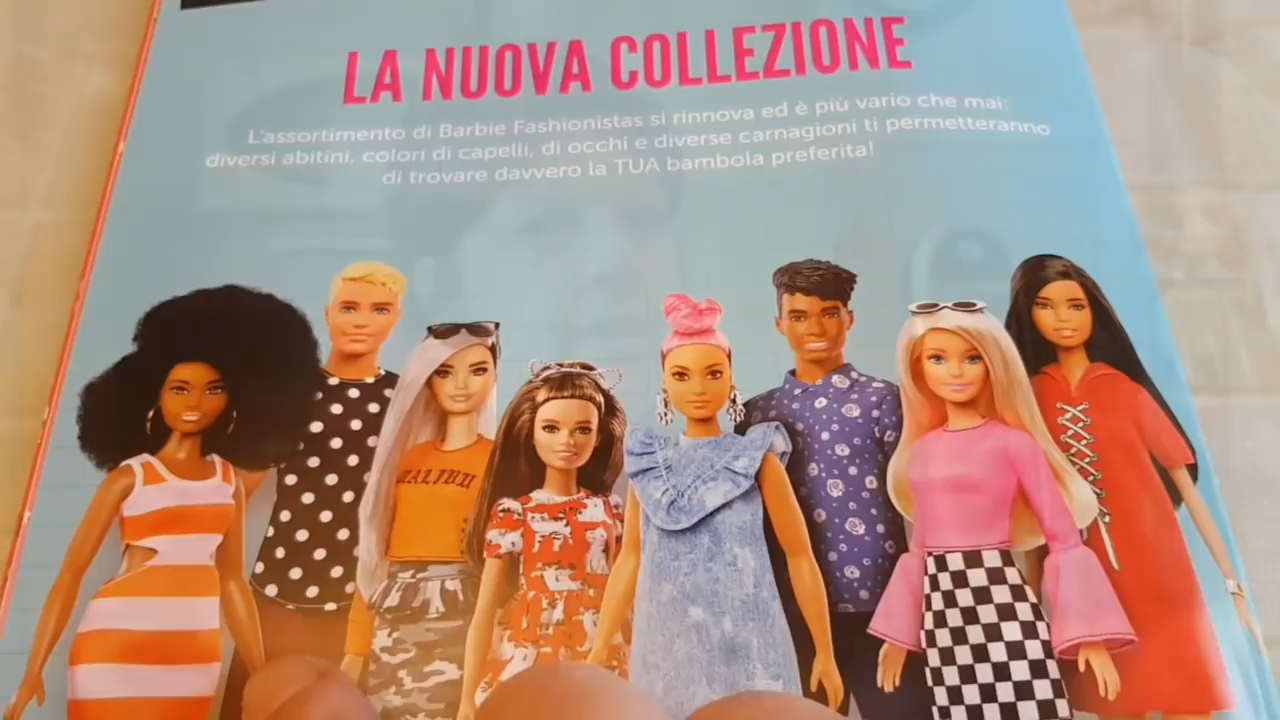 LA NUOVA COLLEZIONE
L'assortimento di Barbie Fashionistas si rinnova ed è più vario che mai:
diversi abitini, colori di capelli, di occhi e diverse carnagioni ti permetteranno
di trovare davvero la TUA bambola preferita!
MALIBU